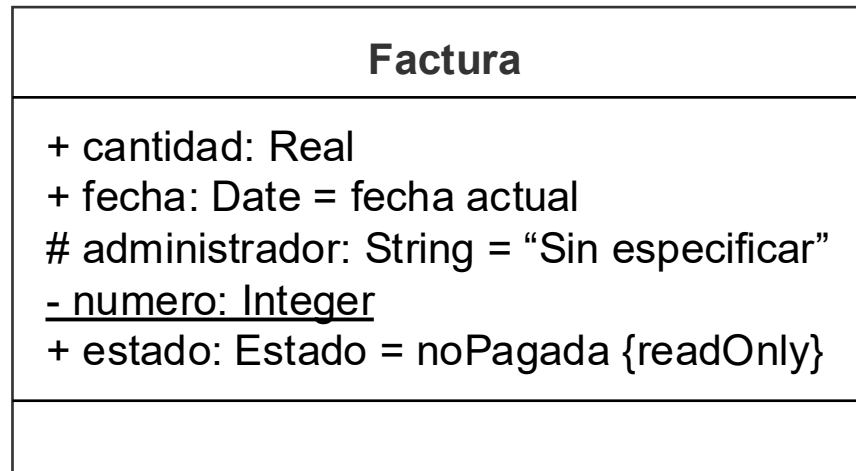 Factura
+ cantidad: Real
+ fecha: Date = fecha actual
# administrador: String = “Sin especificar”
- numero: Integer
+ estado: Estado = noPagada {readOnly}